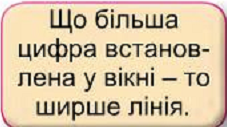 Що більша
цифра встанов-
лена у вікні – то
ширше лінія.